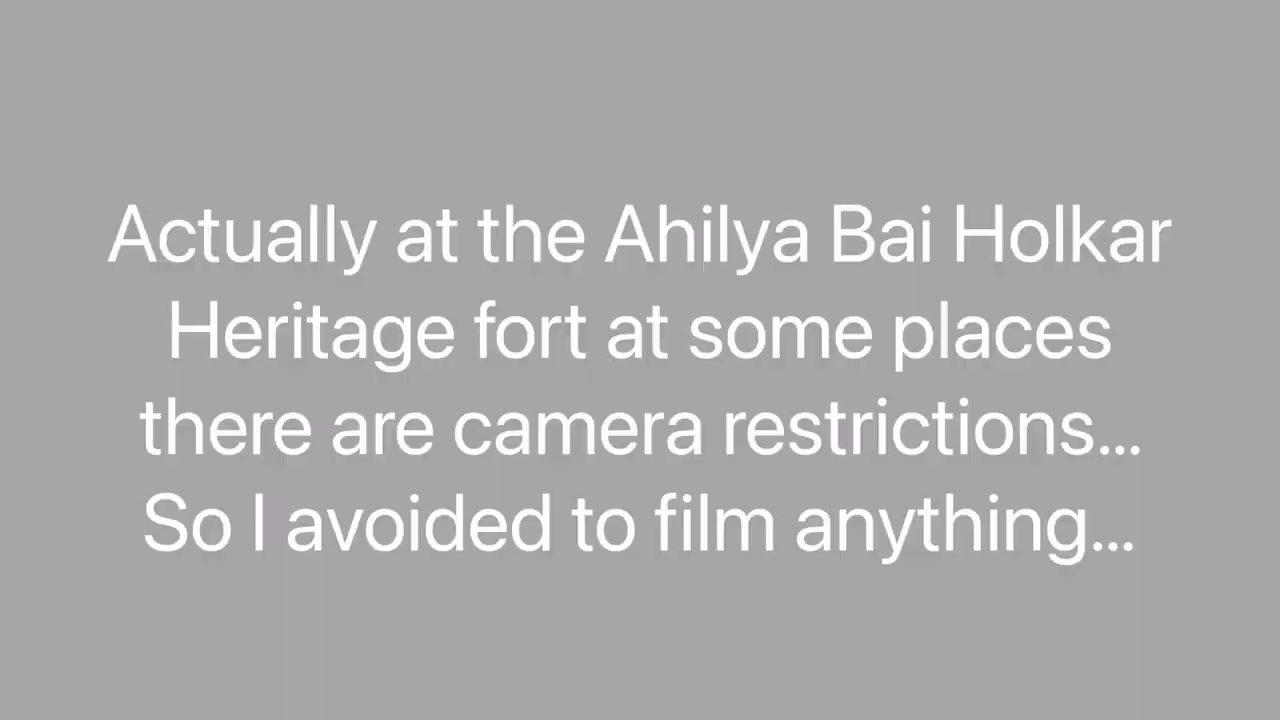 Actually at the Ahilya Bai Holkar
Heritage fort at some places
there are camera restrictions...
So I avoided to film anything...